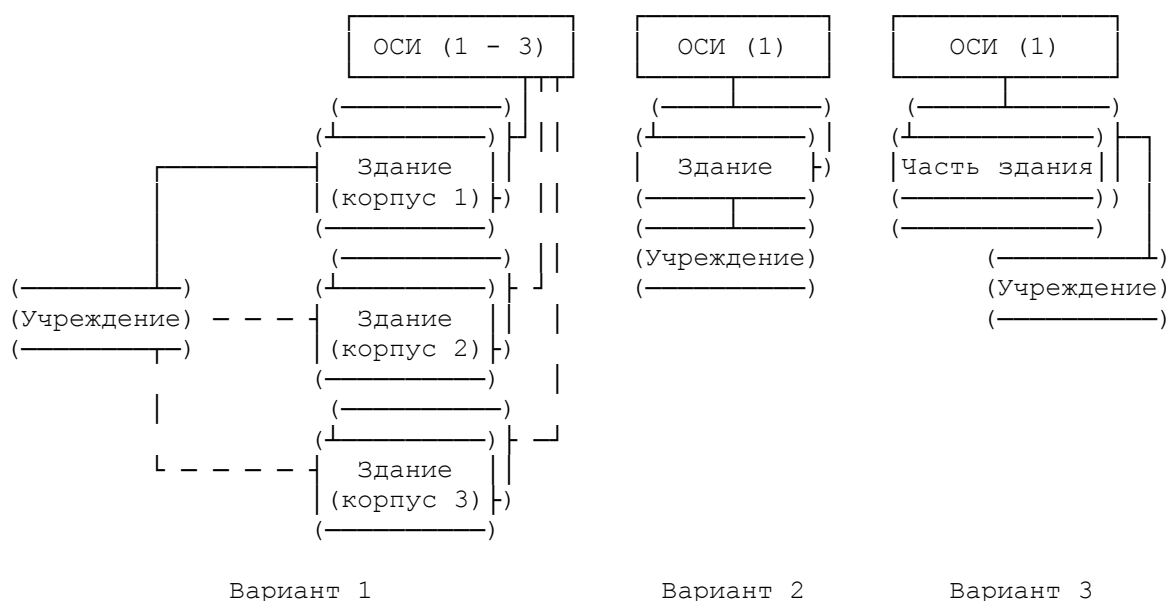 ОСИ (1 - 3) ОСИ (1) ОСИ (1)
Здание Здание Часть здания
(корпус 1)
(Учреждение)
(Учреждение) (Учреждение)
Здание
(корпус 2)
Здание
(корпус 3)
Вариант 1 Вариант 2 Вариант 3